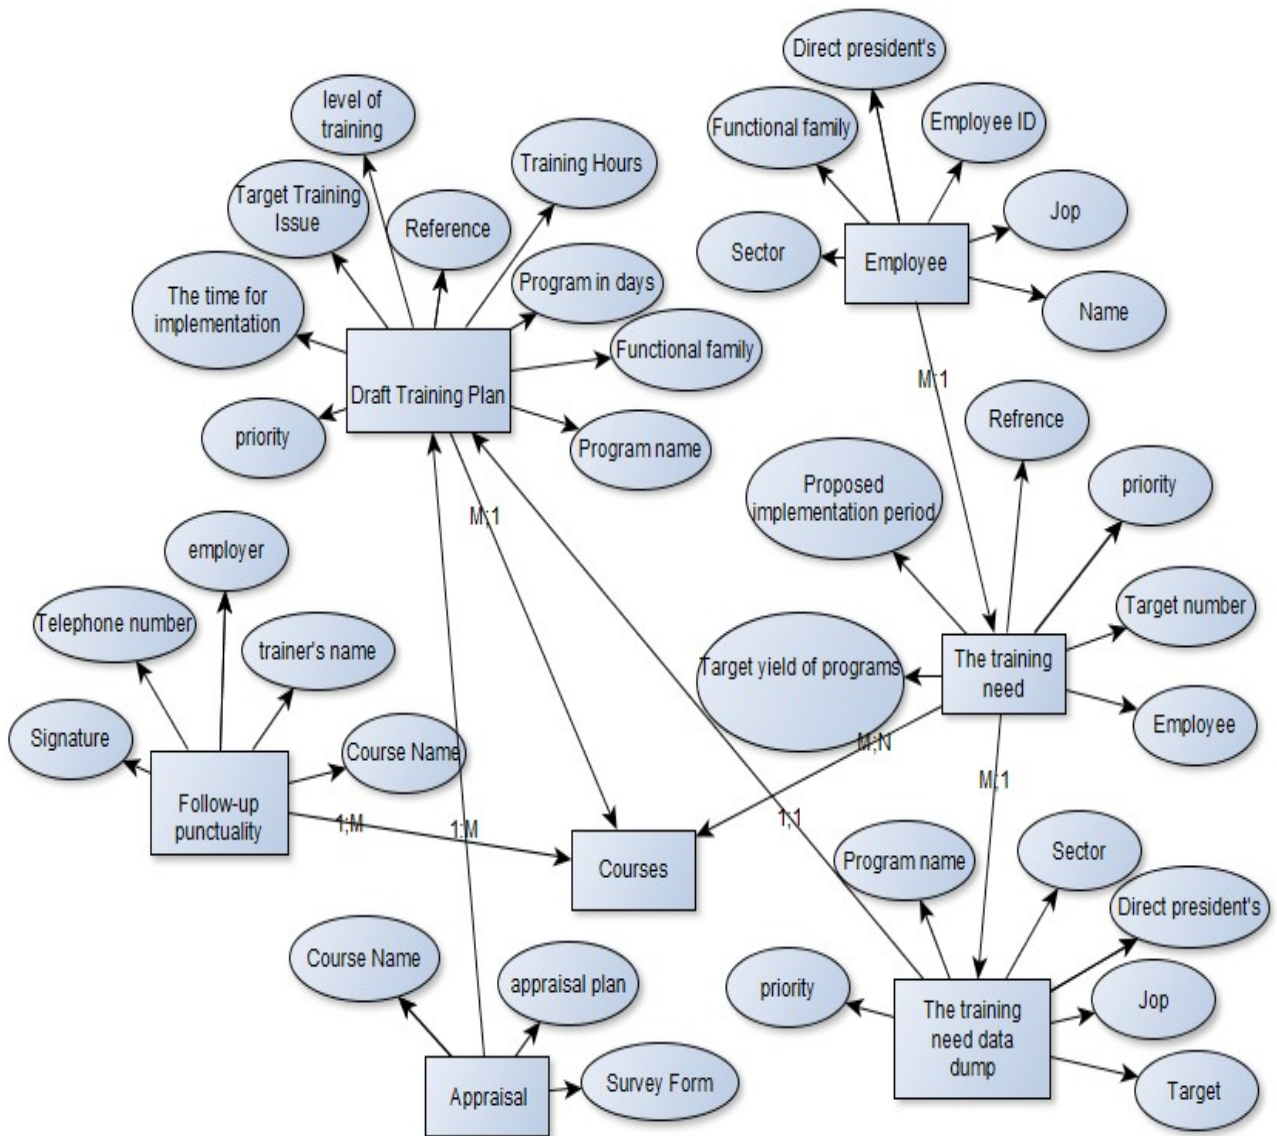 Direct president's
level of
training
Functional family
Employee ID
Training Hours
Target Training
Issue
Reference
Jop
Sector
Employee
Program in days
The time for
implementation
Name
Functional family
Draft Training Plan
M;1
Refrence
priority
Program name
Proposed
implementation period
priority
M;1
employer
Target number
Telephone number
trainer's name
Target yield of programs
The training
need
Signature
Course Name
Employee
M;N
M;1
Follow-up
punctuality
1;M
1:M
1;1
Courses
Program name
Sector
Direct president's
Course Name
appraisal plan
priority
The training
need data
dump
Jop
Appraisal
Survey Form
Target